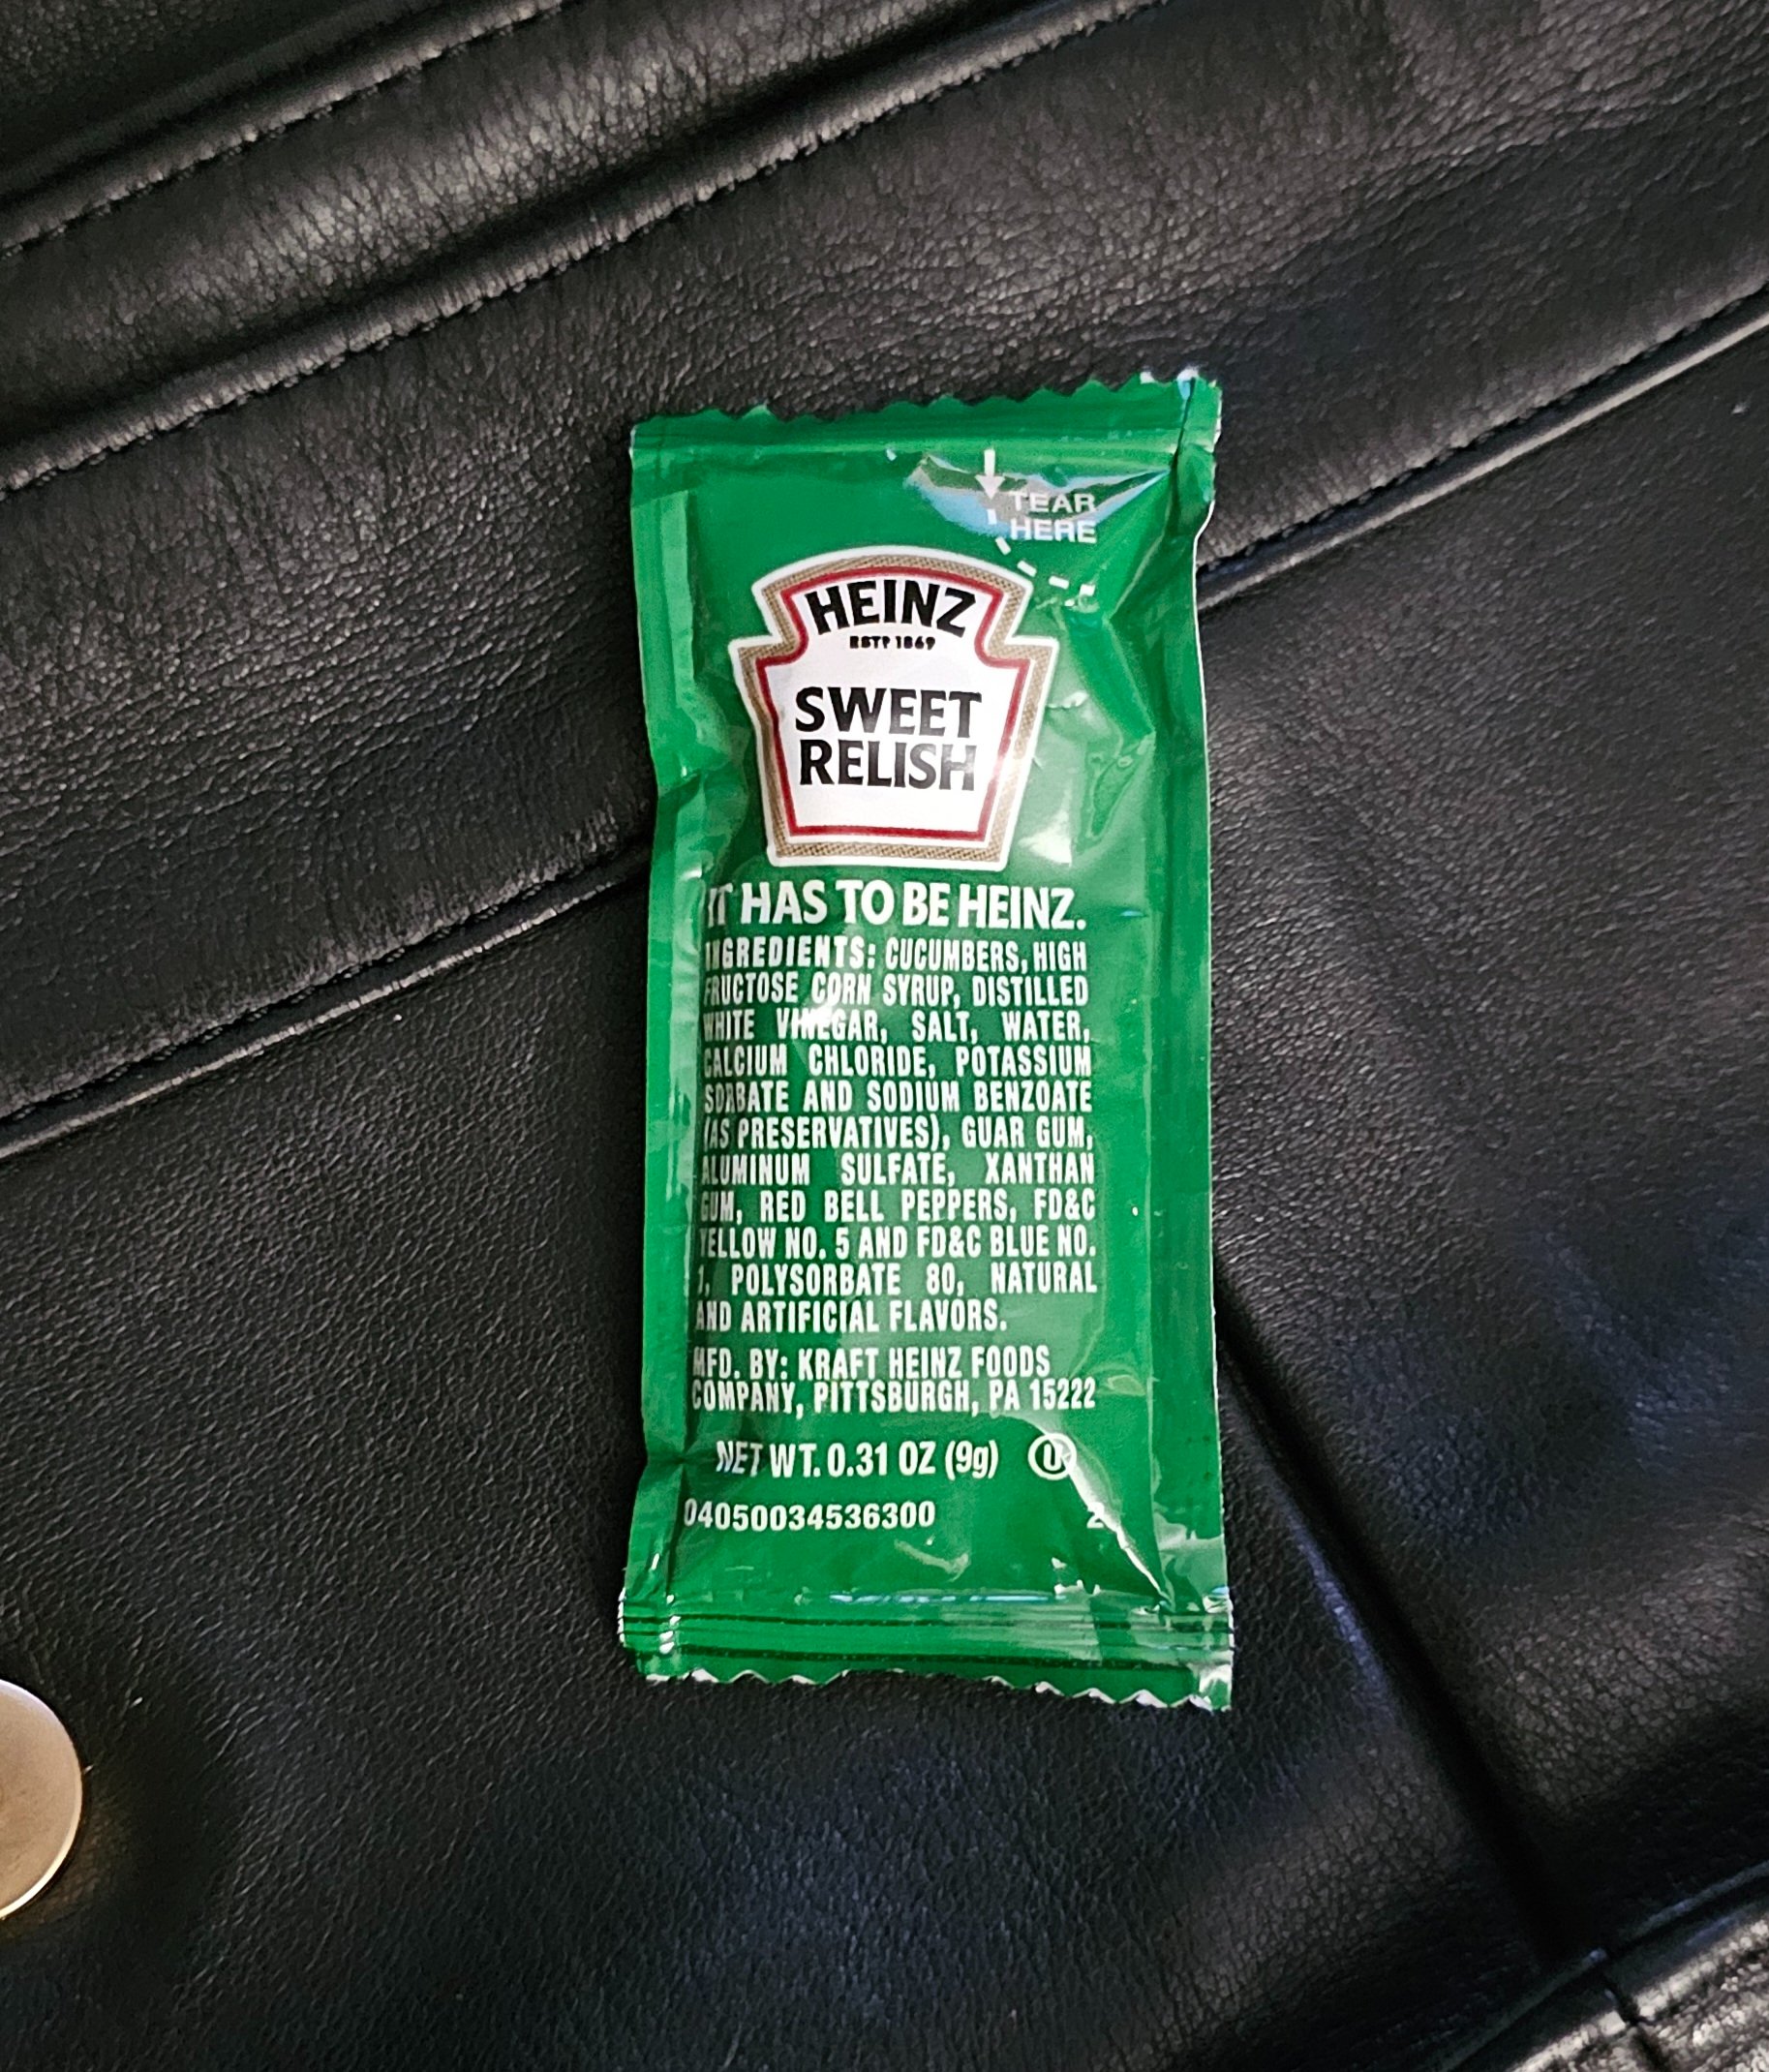 TEAR
HERE
HEINZ
ESTD 1869
SWEET
RELISH
IT HAS TO BE HEINZ.
INGREDIENTS: CUCUMBERS, HIGH
FRUCTOSE CORN SYRUP, DISTILLED
WHITE VINEGAR, SALT, WATER,
CALCIUM CHLORIDE, POTASSIUM
SORBATE AND SODIUM BENZOATE
(AS PRESERVATIVES), GUAR GUM,
ALUMINUM SULFATE, XANTHAN
GUM, RED BELL PEPPERS, FD&C
YELLOW NO. 5 AND FD&C BLUE NO.
1, POLYSORBATE 80, NATURAL
AND ARTIFICIAL FLAVORS.
MFD. BY: KRAFT HEINZ FOODS
COMPANY, PITTSBURGH, PA 15222
NET WT. 0.31 OZ (9g) U
04050034536300 2